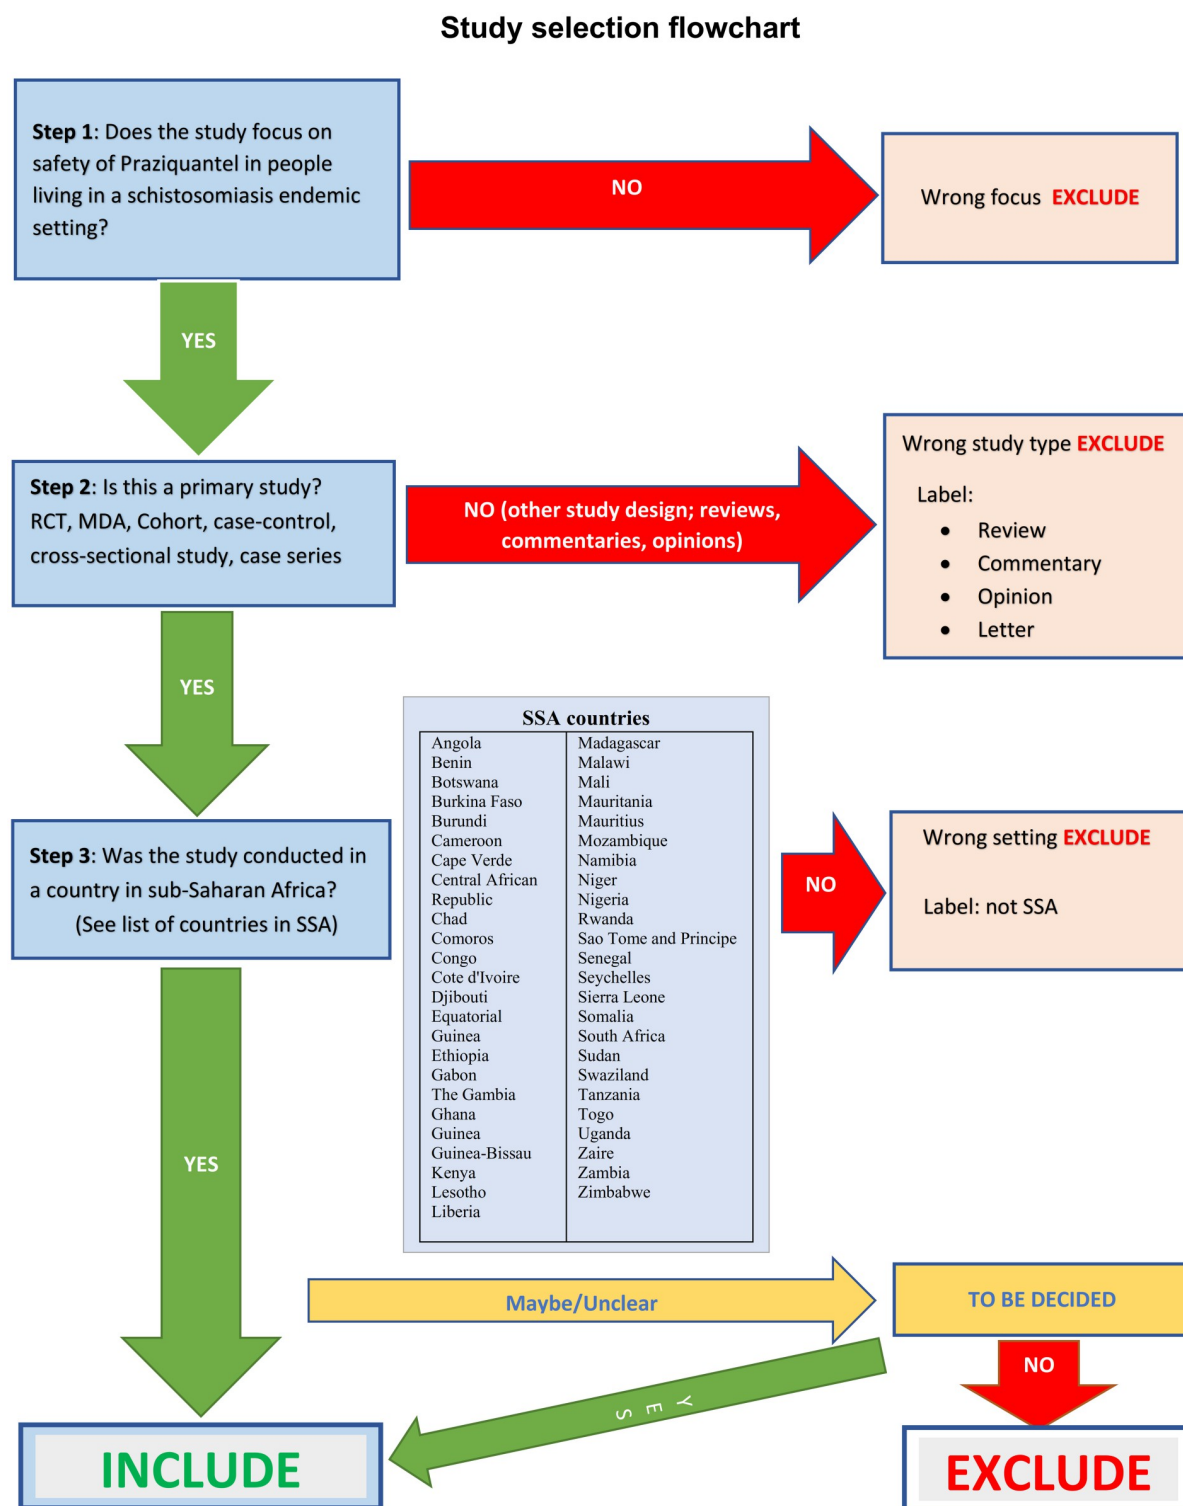 Study selection flowchart
Step 1: Does the study focus on
safety of Praziquantel in people
living in a schistosomiasis endemic
setting?
NO
Wrong focus EXCLUDE
YES
Step 2: Is this a primary study?
RCT, MDA, Cohort, case-control,
cross-sectional study, case series
NO (other study design; reviews,
commentaries, opinions)
Wrong study type EXCLUDE
Label:
• Review
• Commentary
• Opinion
• Letter
YES
Step 3: Was the study conducted in
a country in sub-Saharan Africa?
(See list of countries in SSA)
SSA countries
Angola
Benin
Botswana
Burkina Faso
Burundi
Cameroon
Cape Verde
Central African
Republic
Chad
Comoros
Congo
Cote d'Ivoire
Djibouti
Equatorial
Guinea
Ethiopia
Gabon
The Gambia
Ghana
Guinea
Guinea-Bissau
Kenya
Lesotho
Liberia
Madagascar
Malawi
Mali
Mauritania
Mauritius
Mozambique
Namibia
Niger
Nigeria
Rwanda
Sao Tome and Principe
Senegal
Seychelles
Sierra Leone
Somalia
South Africa
Sudan
Swaziland
Tanzania
Togo
Uganda
Zaire
Zambia
Zimbabwe
NO
Wrong setting EXCLUDE
Label: not SSA
YES
Maybe/Unclear
TO BE DECIDED
NO
YES
INCLUDE
EXCLUDE